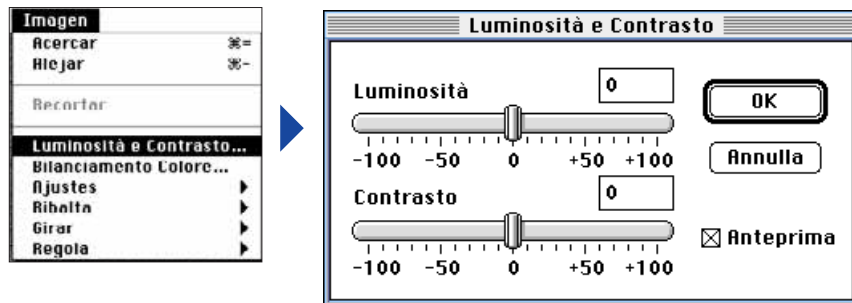 Imagen
Acercar ⌘=
Alejar ⌘-
Recortar
Luminosità e Contrasto...
Bilanciamento Colore...
Ajustes
Ribalta
Girar
Regola
Luminosità e Contrasto
Luminosità 0
-100 -50 0 +50 +100
Contrasto 0
-100 -50 0 +50 +100
OK
Annulla
Anteprima